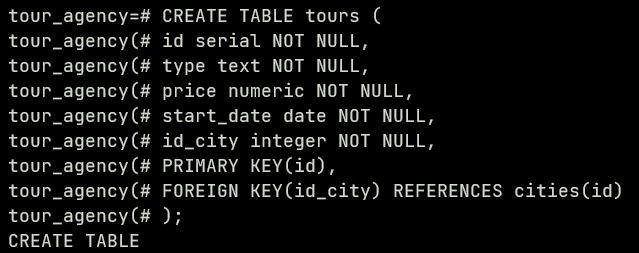 tour_agency=# CREATE TABLE tours (
tour_agency(# id serial NOT NULL,
tour_agency(# type text NOT NULL,
tour_agency(# price numeric NOT NULL,
tour_agency(# start_date date NOT NULL,
tour_agency(# id_city integer NOT NULL,
tour_agency(# PRIMARY KEY(id),
tour_agency(# FOREIGN KEY(id_city) REFERENCES cities(id)
tour_agency(# );
CREATE TABLE